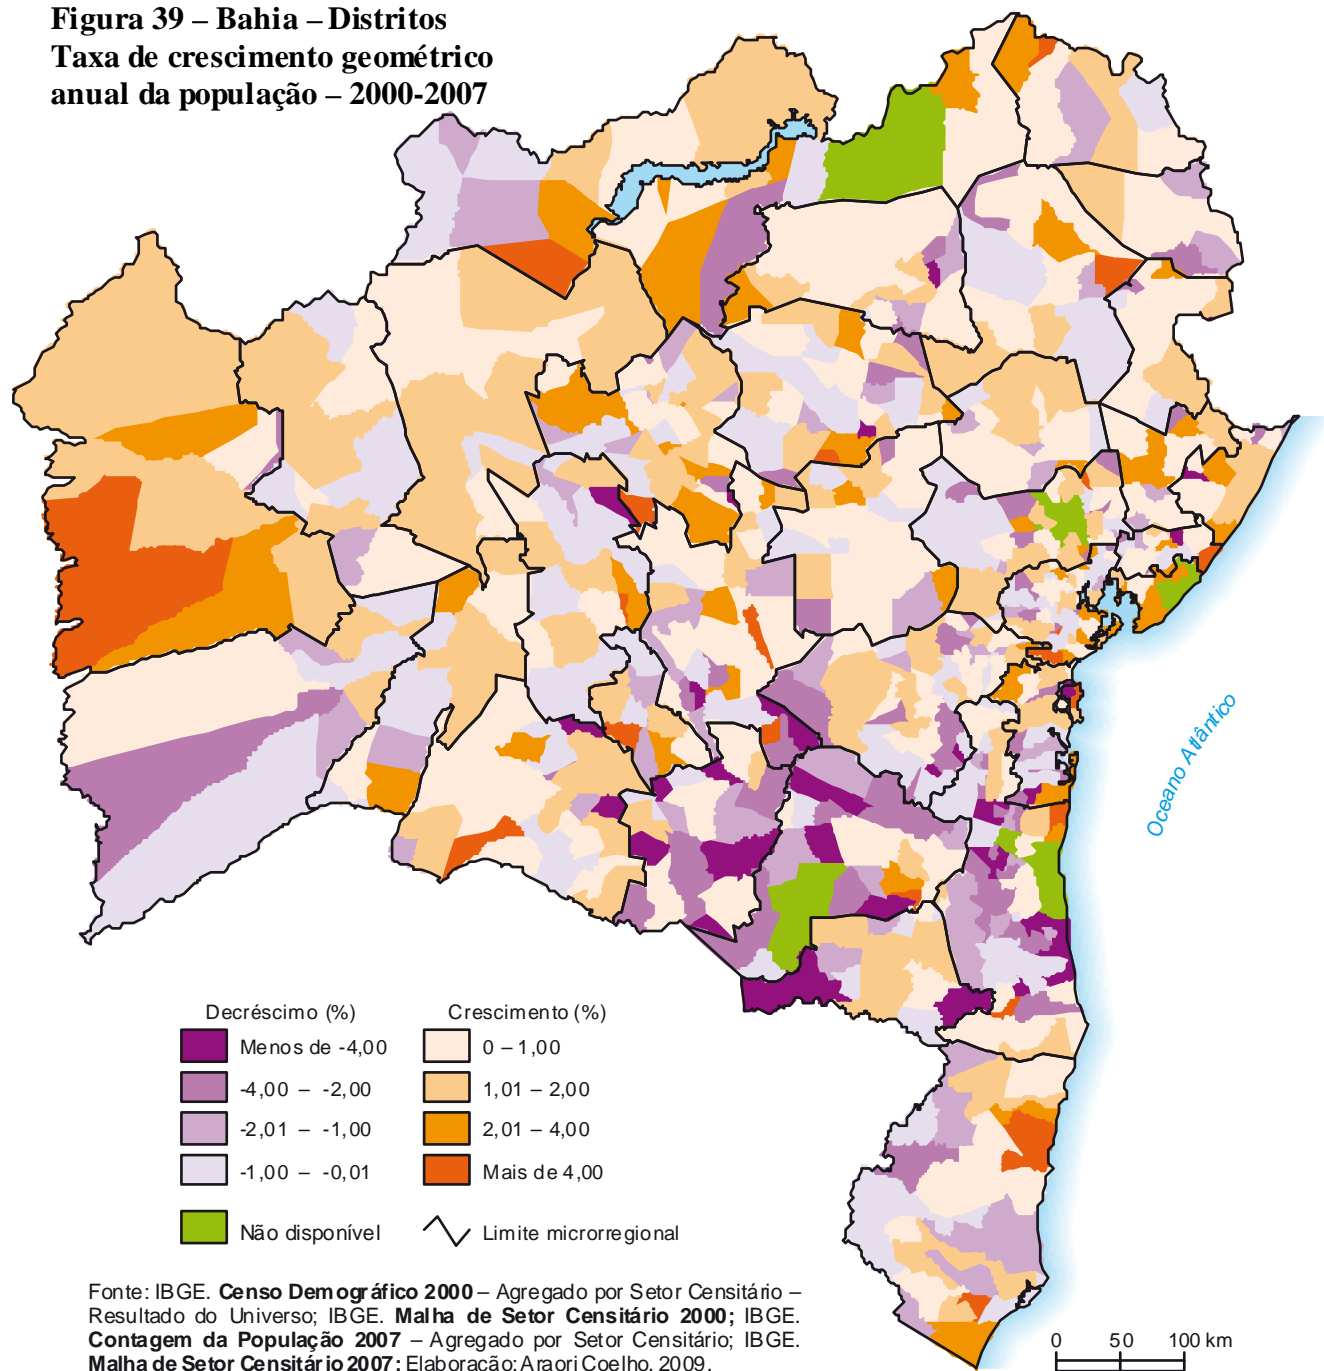 Figura 39 – Bahia – Distritos
Taxa de crescimento geométrico
anual da população – 2000-2007
Oceano Atlântico
Decréscimo (%)
Menos de -4,00
-4,00 – -2,00
-2,01 – -1,00
-1,00 – -0,01
Não disponível
Crescimento (%)
0 – 1,00
1,01 – 2,00
2,01 – 4,00
Mais de 4,00
Limite microrregional
Fonte: IBGE. Censo Demográfico 2000 – Agregado por Setor Censitário –
Resultado do Universo; IBGE. Malha de Setor Censitário 2000; IBGE.
Contagem da População 2007 – Agregado por Setor Censitário; IBGE.
Malha de Setor Censitário 2007; Elaboração: Araori Coelho, 2009.
0 50 100 km